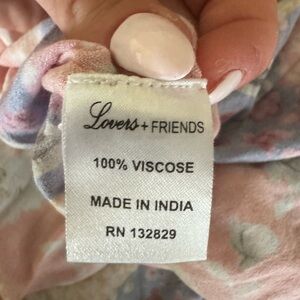 Lovers + FRIENDS
100% VISCOSE
MADE IN INDIA
RN 132829